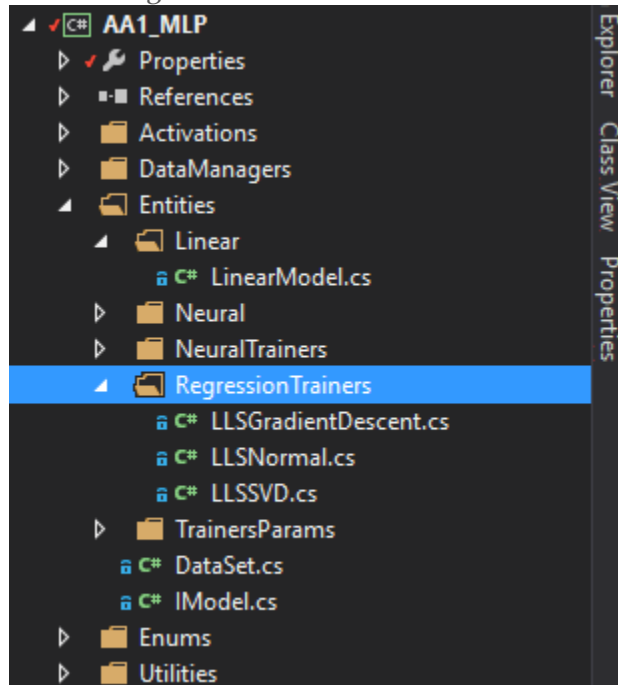 C# AA1_MLP
Properties
References
Activations
DataManagers
Entities
Linear
C# LinearModel.cs
Neural
NeuralTrainers
RegressionTrainers
C# LLSGradientDescent.cs
C# LLSNormal.cs
C# LLSSVD.cs
TrainersParams
C# DataSet.cs
C# IModel.cs
Enums
Utilities
Explorer
Class View
Properties